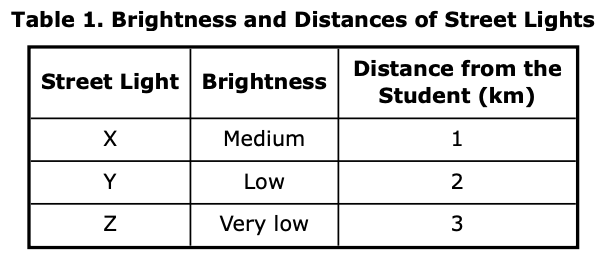 Table 1. Brightness and Distances of Street Lights
Street Light Brightness Distance from the Student (km)
X Medium 1
Y Low 2
Z Very low 3